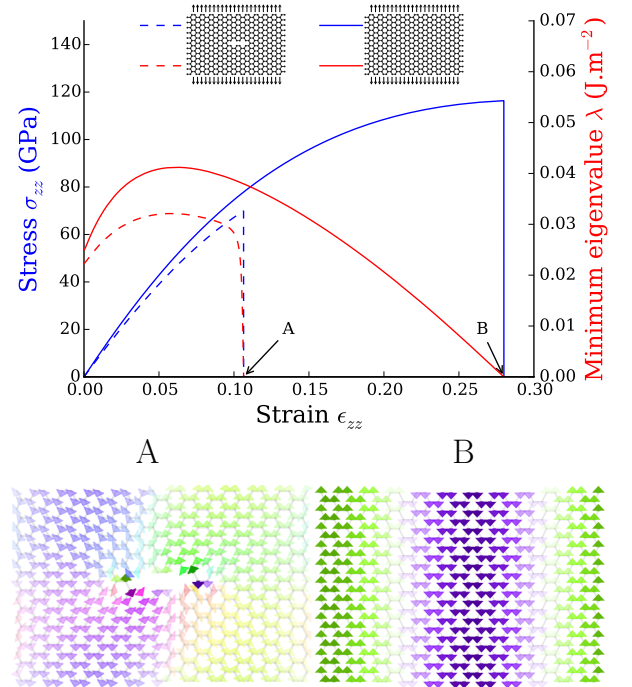 140
120
100
80
60
40
20
0
Stress σ_zz (GPa)
0.07
0.06
0.05
0.04
0.03
0.02
0.01
0.00
Minimum eigenvalue λ (J.m⁻²)
A
B
0.00 0.05 0.10 0.15 0.20 0.25 0.30
Strain ϵ_zz
A B